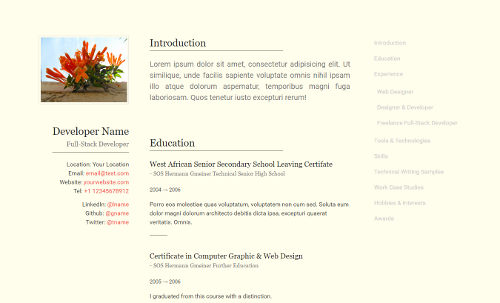 Developer Name
Full-Stack Developer
Location: Your Location
Email: email@text.com
Website: yourwebsite.com
Tel: +1 12345678912
LinkedIn: @lname
Github: @gname
Twitter: @tname
Introduction
Lorem ipsum dolor sit amet, consectetur adipisicing elit. Ut
similique, unde facilis sapiente voluptate omnis nihil ipsam
illo atque dolorum aspernatur, temporibus magni fuga
laboriosam. Quos tenetur iusto excepturi rerum!
Education
West African Senior Secondary School Leaving Certifate
- SOS Hermann Gmeiner Technical Senior High School
2004 — 2006
Porro eos molestiae quas voluptatum, voluptatem non cum sed. Soluta eum
dolor magni dolorum architecto debitis dicta ipsa, excepturi quaerat
veritatis. Omnis.
Certificate in Computer Graphic & Web Design
- SOS Hermann Gmeiner Further Education
2005 — 2006
I graduated from this course with a distinction.
Introduction
Education
Experience
Web Designer
Designer & Developer
Freelance Full-Stack Developer
Tools & Technologies
Skills
Technical Writing Samples
Work Case Studies
Hobbies & Interests
Awards